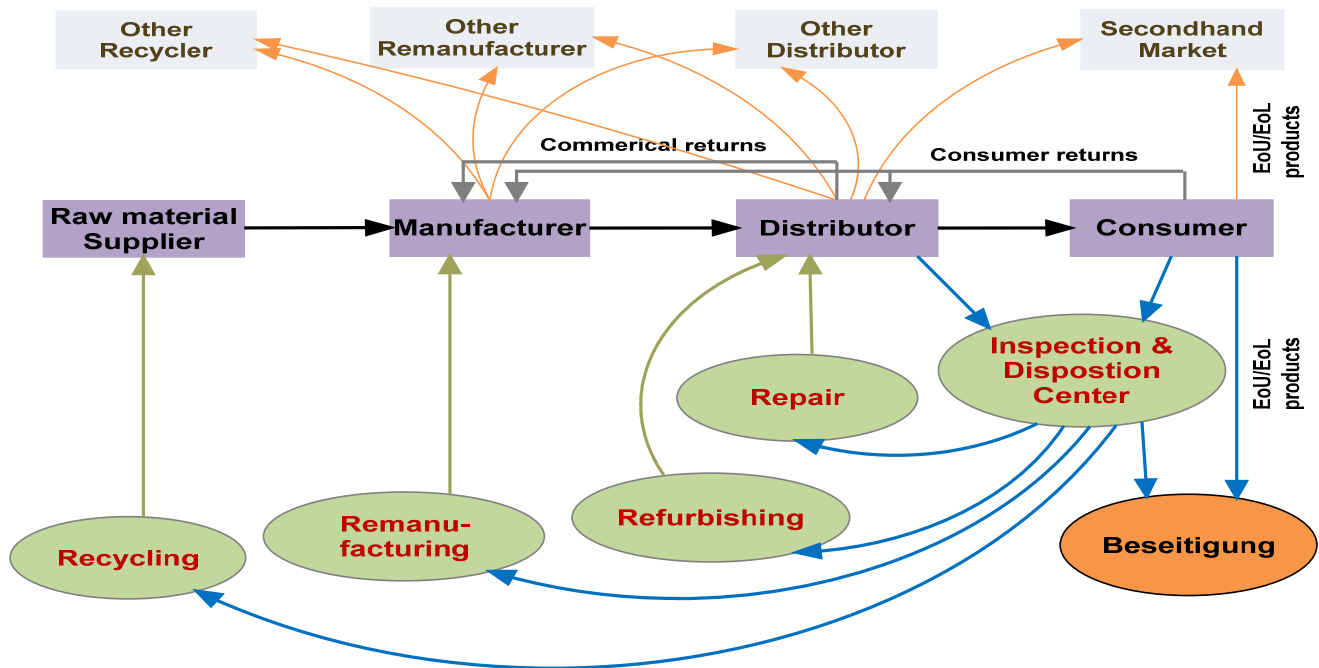 Other
Recycler
Other
Remanufacturer
Other
Distributor
Secondhang
Market
Commerical returns
Consumer returns
EoU/EoL
products
Raw material
Supplier
Manufacturer
Distributor
Consumer
Inspection &
Dispostion
Center
EoU/EoL
products
Repair
Refurbishing
Remanu-
facturing
Recycling
Beseitigung